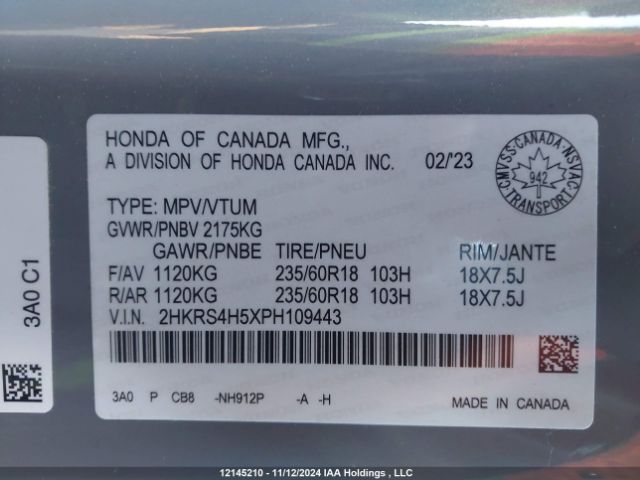 HONDA OF CANADA MFG.,
A DIVISION OF HONDA CANADA INC. 02/'23
CMVSS-CANADA-NSVAC
942
TRANSPORT
TYPE: MPV/VTUM
GVWR/PNBV 2175KG
GAWR/PNBE TIRE/PNEU RIM/JANTE
F/AV 1120KG 235/60R18 103H 18X7.5J
R/AR 1120KG 235/60R18 103H 18X7.5J
V.I.N. 2HKRS4H5XPH109443
3A0 P CB8 -NH912P -A -H MADE IN CANADA
3A0 C1
12145210 - 11/12/2024 IAA Holdings , LLC